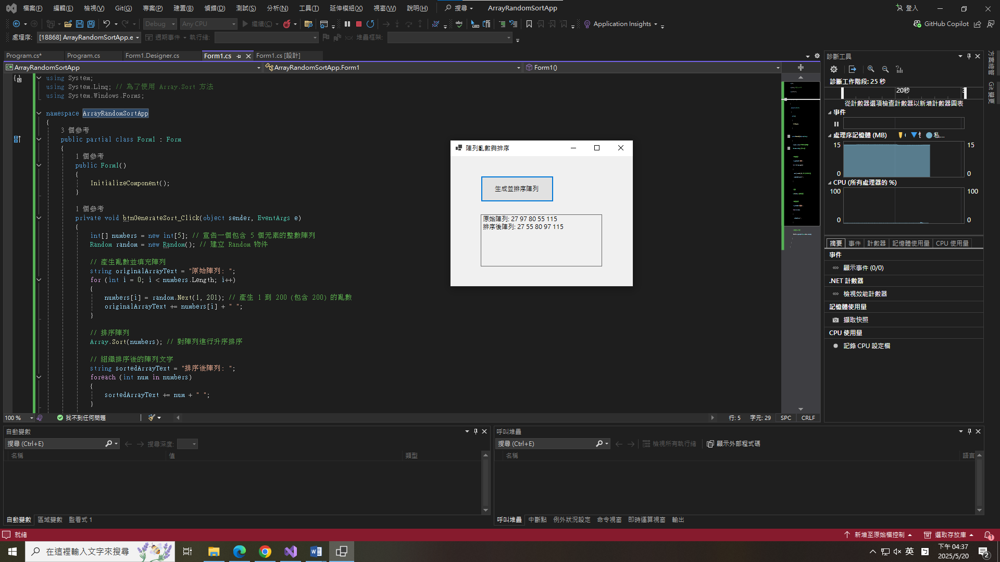 檔案(F) 編輯(E) 檢視(V) Git(G) 專案(P) 建置(B) 偵錯(D) 測試(S) 分析(N) 工具(T) 延伸模組(X) 視窗(W) 說明(H) 搜尋 ArrayRandomSortApp 登入
Debug Any CPU 繼續(C) Application Insights GitHub Copilot
處理序: [18868] ArrayRandomSortApp.e 週期事件 執行緒: 堆疊框架:
Program.cs* Program.cs Form1.Designer.cs Form1.cs Form1.cs [設計]
ArrayRandomSortApp ArrayRandomSortApp.Form1 Form1()
using System;
using System.Linq; // 為了使用 Array.Sort 方法
using System.Windows.Forms;
namespace ArrayRandomSortApp
{
3 個參考
public partial class Form1 : Form
{
1 個參考
public Form1()
{
InitializeComponent();
}
1 個參考
private void btnGenerateSort_Click(object sender, EventArgs e)
{
int[] numbers = new int[5]; // 宣告一個包含 5 個元素的整數陣列
Random random = new Random(); // 建立 Random 物件
// 產生亂數並填充陣列
string originalArrayText = "原始陣列: ";
for (int i = 0; i < numbers.Length; i++)
{
numbers[i] = random.Next(1, 201); // 產生 1 到 200 (包含 200) 的亂數
originalArrayText += numbers[i] + " ";
}
// 排序陣列
Array.Sort(numbers); // 對陣列進行升序排序
// 組織排序後的陣列文字
string sortedArrayText = "排序後陣列: ";
foreach (int num in numbers)
{
sortedArrayText += num + " ";
}
陣列亂數與排序
生成並排序陣列
原始陣列: 27 97 80 55 115
排序後陣列: 27 55 80 97 115
100 % 找不到任何問題 行: 5 字元: 29 SPC CRLF
診斷工具
診斷工作階段: 25 秒
20秒
從計數器選項檢查計數器以新增計數器圖表
事件
處理序記憶體 (MB) 私...
15 15
0 0
CPU (所有處理器的 %)
100 100
0 0
摘要 事件 計數器 記憶體使用量 CPU 使用量
事件
顯示事件 (0/0)
.NET 計數器
檢視效能計數器
記憶體使用量
擷取快照
CPU 使用量
記錄 CPU 設定檔
方案總管
Git 變更
自動變數
搜尋 (Ctrl+E) 搜尋深度:
名稱 值 類型
自動變數 區域變數 監看式 1
呼叫堆疊
搜尋 (Ctrl+E) 檢視所有執行緒 顯示外部程式碼
名稱 語言
呼叫堆疊 中斷點 例外狀況設定 命令視窗 即時運算視窗 輸出
就緒 新增至原始檔控制 選取存放庫 1
在這裡輸入文字來搜尋 英 下午 04:37
2025/5/20 2